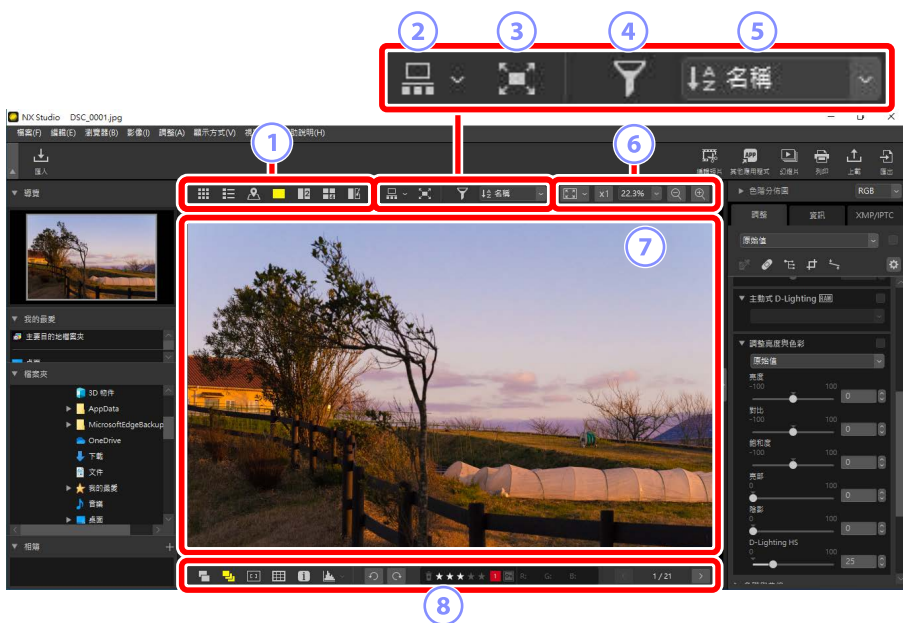 2
3
4
5
名稱
NX Studio DSC_0001.jpg
檔案(F) 編輯(E) 瀏覽器(B) 影像(I) 調整(A) 顯示方式(V) 助說明(H)
1
6
匯入
其他應用程式 幻燈片 列印 上載 匯出
導覽
名稱
x1 22.3%
色階分佈圖 RGB
調整 資訊 XMP/IPTC
原始值
7
我的最愛
主要目的地檔案夾
桌面
檔案夾
3D 物件
AppData
MicrosoftEdgeBackup
OneDrive
下載
文件
我的最愛
音樂
桌面
相簿
主動式 D-Lighting RAW
調整亮度與色彩
原始值
亮度
-100 100
0
對比
-100 100
0
飽和度
-100 100
0
亮部
0 100
0
陰影
0 100
0
D-Lighting HS
0 100
25
1 R: G: B: 1/21
8